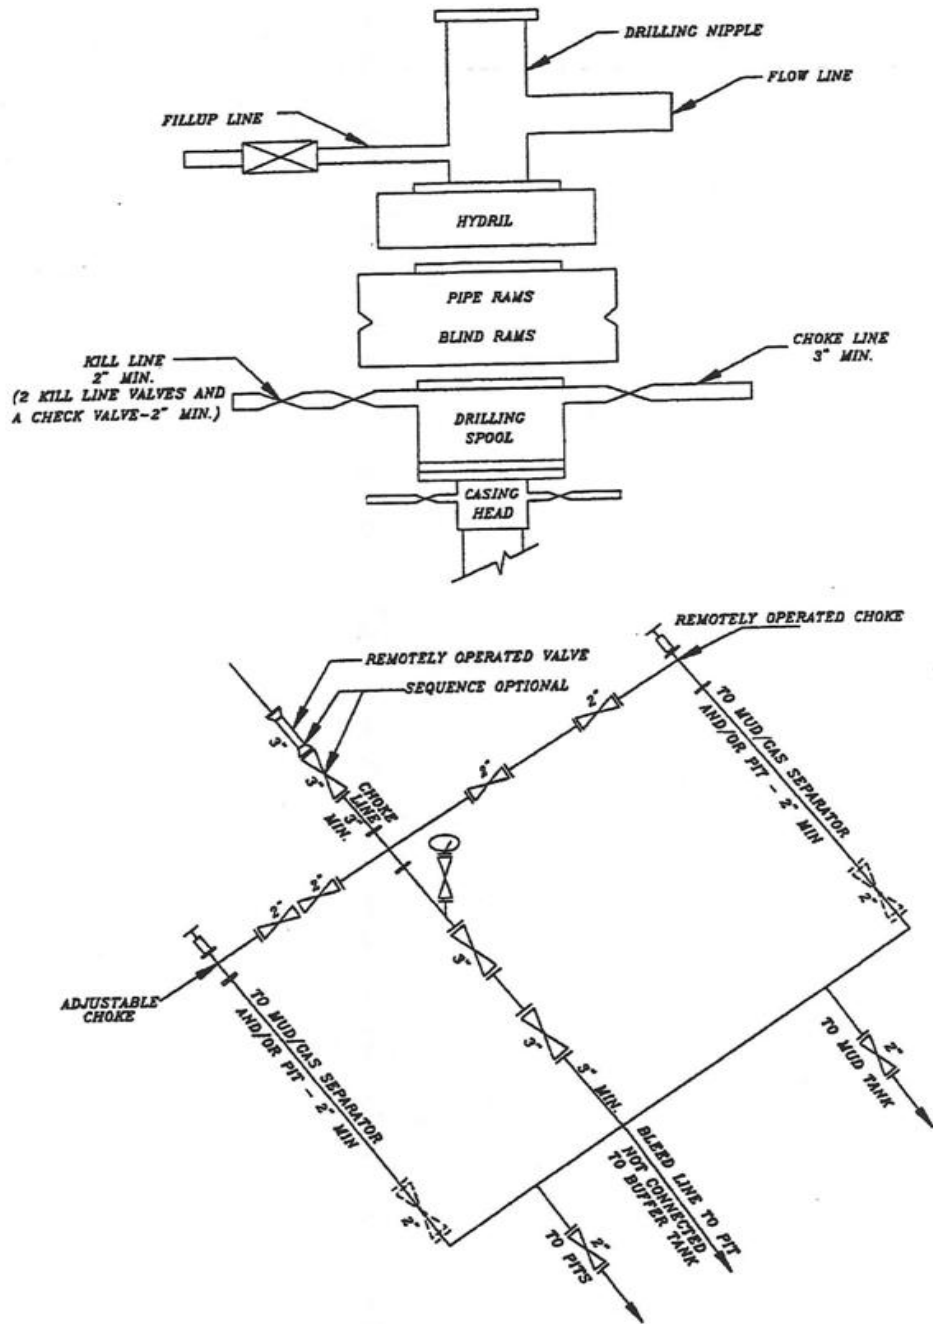 DRILLING NIPPLE
FLOW LINE
FILLUP LINE
HYDRIL
PIPE RAMS
BLIND RAMS
KILL LINE
2" MIN.
(2 KILL LINE VALVES AND
A CHECK VALVE-2" MIN.)
CHOKE LINE
3" MIN.
DRILLING
SPOOL
CASING
HEAD
REMOTELY OPERATED CHOKE
REMOTELY OPERATED VALVE
SEQUENCE OPTIONAL
3"
3"
CHOKE
LINE
3"
MIN.
2"
2"
2"
2"
TO MUD/GAS SEPARATOR
AND/OR PIT - 2" MIN
2"
ADJUSTABLE
CHOKE
TO MUD/GAS SEPARATOR
AND/OR PIT - 2" MIN
2"
3"
3"
3" MIN.
BLEED LINE TO PIT
NOT CONNECTED
TO BUFFER TANK
2"
TO MUD TANK
2"
TO PITS